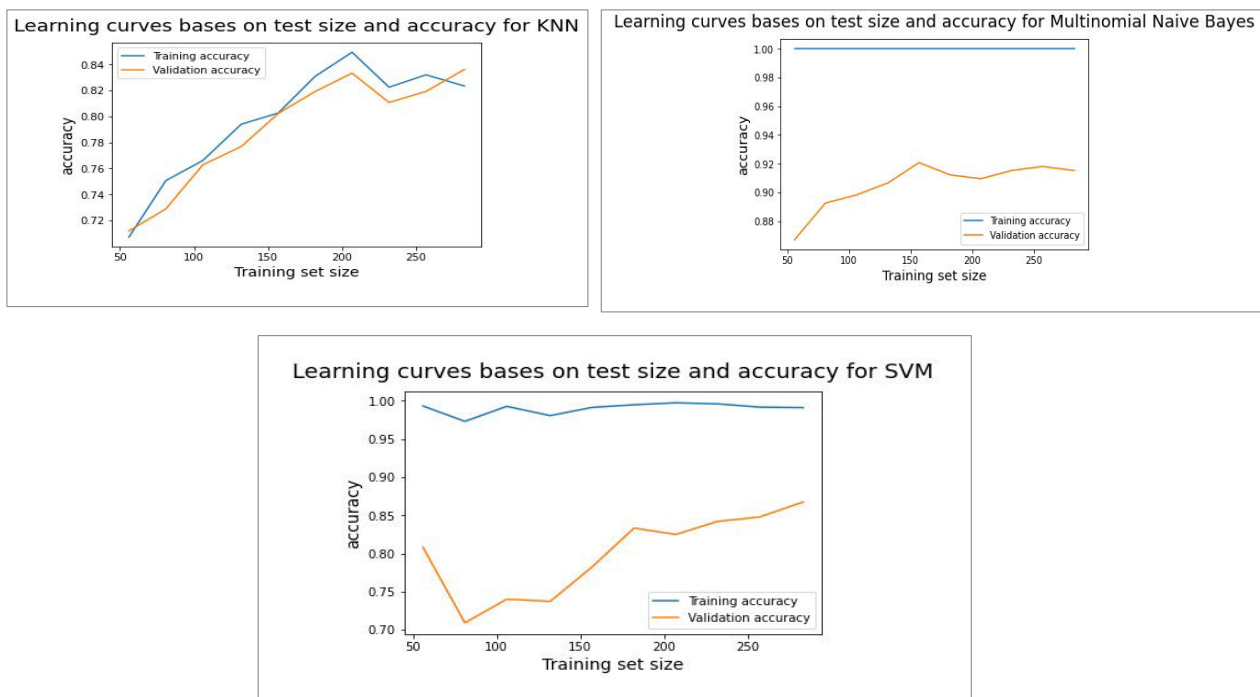 Learning curves bases on test size and accuracy for KNN
Training accuracy
Validation accuracy
0.84
0.82
0.80
0.78
0.76
0.74
0.72
accuracy
50
100
150
200
250
Training set size
Learning curves bases on test size and accuracy for Multinomial Naive Bayes
1.00
0.98
0.96
0.94
0.92
0.90
0.88
accuracy
Training accuracy
Validation accuracy
50
100
150
200
250
Training set size
Learning curves bases on test size and accuracy for SVM
1.00
0.95
0.90
0.85
0.80
0.75
0.70
accuracy
Training accuracy
Validation accuracy
50
100
150
200
250
Training set size